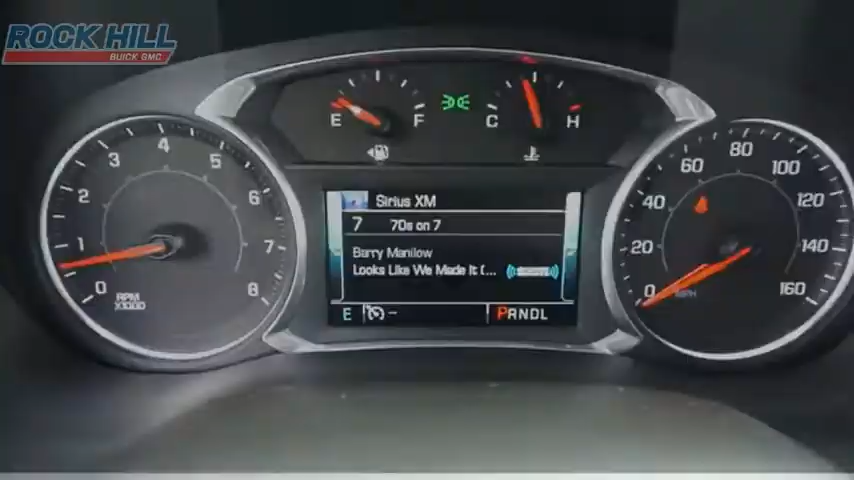 ROCK HILL
BUICK GMC
E F C H
0 1 2 3 4 5 6 7 8
RPM
X1000
Sirius XM
7 70s on 7
Barry Manilow
Looks Like We Made It (...
E PRNDL
0 20 40 60 80 100 120 140 160
MPH